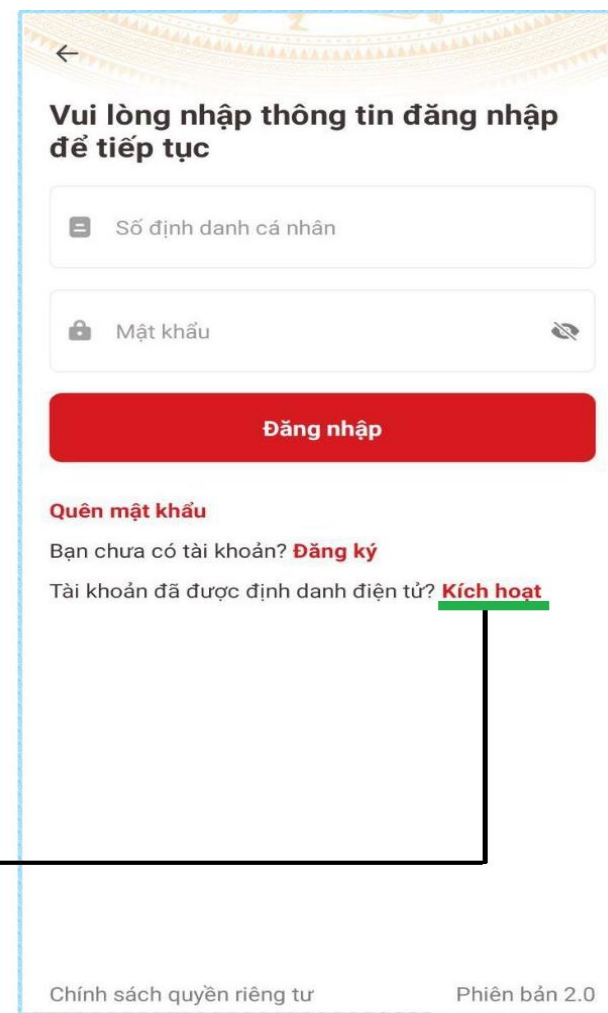 Vui lòng nhập thông tin đăng nhập
để tiếp tục
Số định danh cá nhân
Mật khẩu
Đăng nhập
Quên mật khẩu
Bạn chưa có tài khoản? Đăng ký
Tài khoản đã được định danh điện tử? Kích hoạt
Chính sách quyền riêng tư Phiên bản 2.0